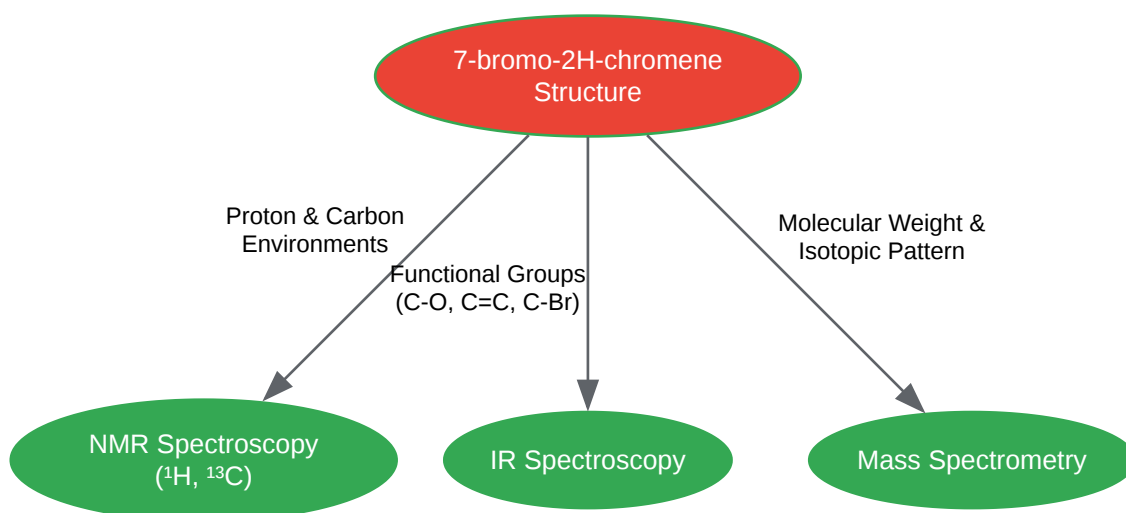 7-bromo-2H-chromene
Structure
Proton & Carbon
Environments
Molecular Weight &
Isotopic Pattern
Functional Groups
(C-O, C=C, C-Br)
NMR Spectroscopy
(¹H, ¹³C)
IR Spectroscopy
Mass Spectrometry